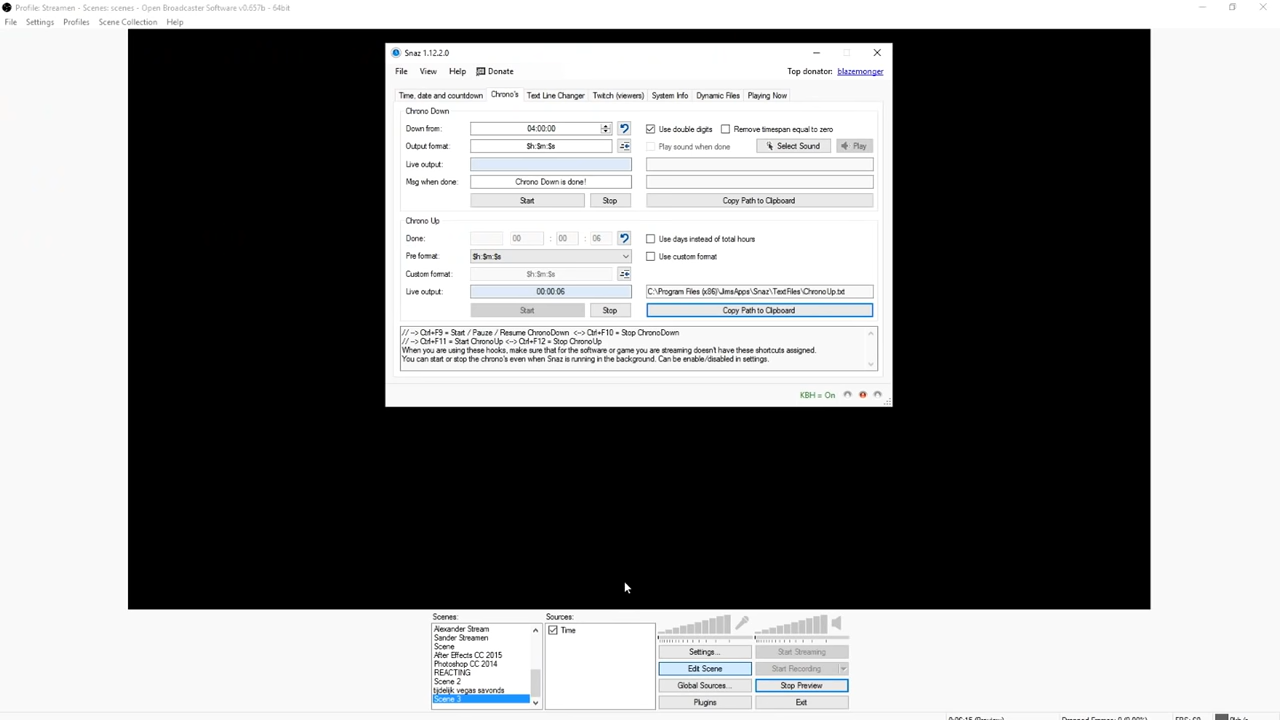 Profile: Streamen - Scenes: scenes - Open Broadcaster Software v0.657b - 64bit
File Settings Profiles Scene Collection Help
Snaz 1.12.2.0
File View Help Donate Top donator: blazemonger
Time, date and countdown Chrono's Text Line Changer Twitch (viewers) System Info Dynamic Files Playing Now
Chrono Down
Down from: 04:00:00 Use double digits Remove timespan equal to zero
Output format: $h:$m:$s Play sound when done Select Sound Play
Live output:
Msg when done: Chrono Down is done!
Start Stop Copy Path to Clipboard
Chrono Up
Done: 00 : 00 : 06 Use days instead of total hours
Pre format: $h:$m:$s Use custom format
Custom format: $h:$m:$s
Live output: 00:00:06 C:\Program Files (x86)\JimsApps\Snaz\TextFiles\ChronoUp.txt
Start Stop Copy Path to Clipboard
// --> Ctrl+F9 = Start / Pause / Resume ChronoDown <--> Ctrl+F10 = Stop ChronoDown
// --> Ctrl+F11 = Start ChronoUp <--> Ctrl+F12 = Stop ChronoUp
When you are using these hooks, make sure that for the software or game you are streaming doesn't have these shortcuts assigned.
You can start or stop the chrono's even when Snaz is running in the background. Can be enable/disabled in settings.
KBH = On
Scenes: Sources:
Alexander Stream Time
Sander Streamen
Scene
After Effects CC 2015
Photoshop CC 2014
REACTING
Scene 2
tijdelijk vegas savonds
Scene 3
Settings... Start Streaming
Edit Scene Start Recording
Global Sources... Stop Preview
Plugins Exit